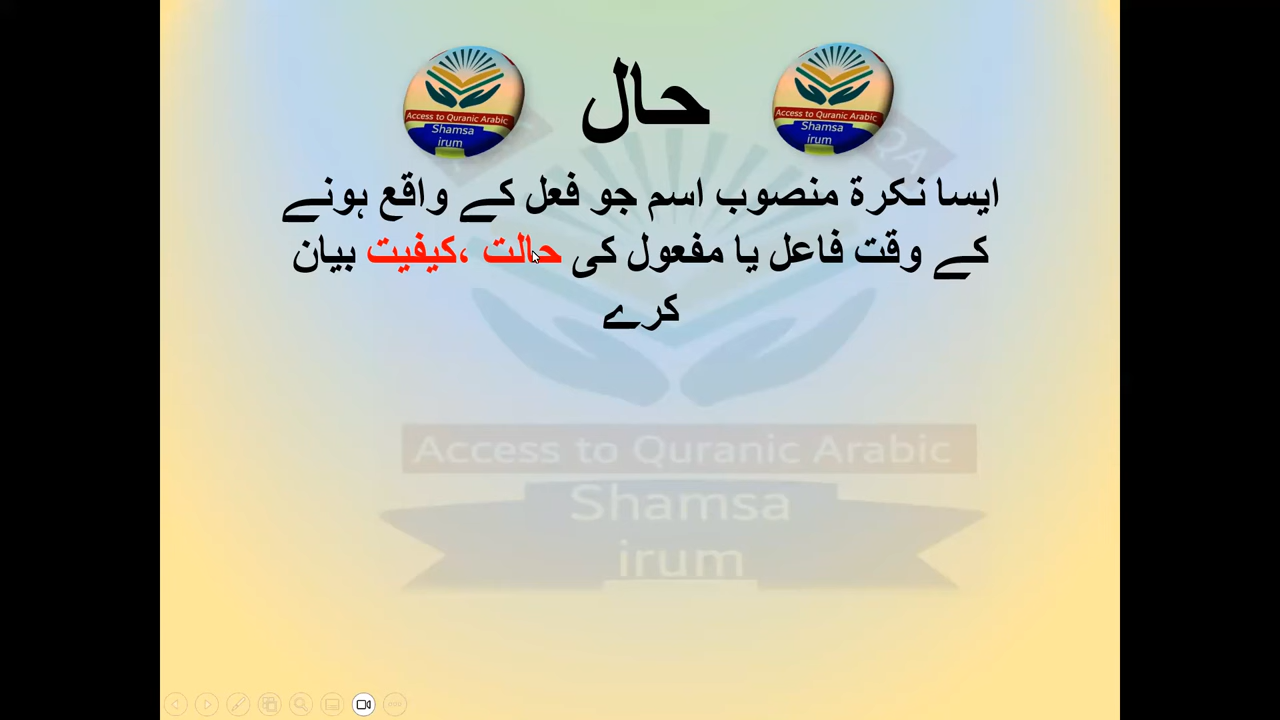 حال
Access to Quranic Arabic
Shamsa
irum
Access to Quranic Arabic
Shamsa
irum
ایسا نکرۃ منصوب اسم جو فعل کے واقع ہونے
کے وقت فاعل یا مفعول کی حالت ،کیفیت بیان
کرے
Access to Quranic Arabic
Shamsa
irum